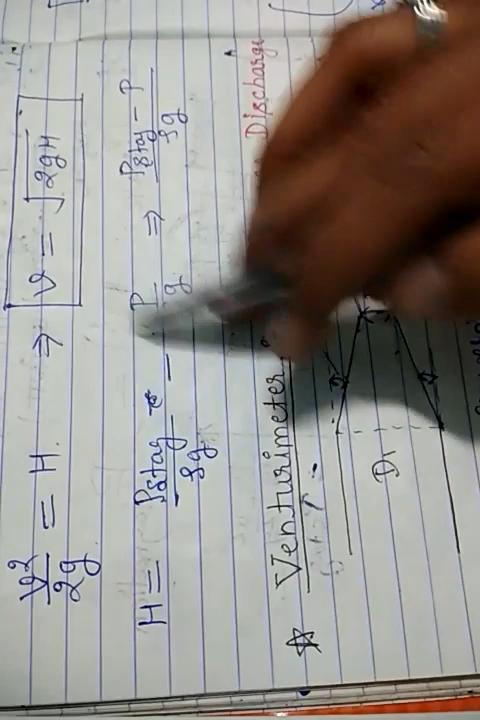 v²/2g = H ⇒ v = √2gH
H = Pstag/ρg − P/ρg ⇒ Pstag − P/ρg
☆ Venturimeter Discharge
D₁